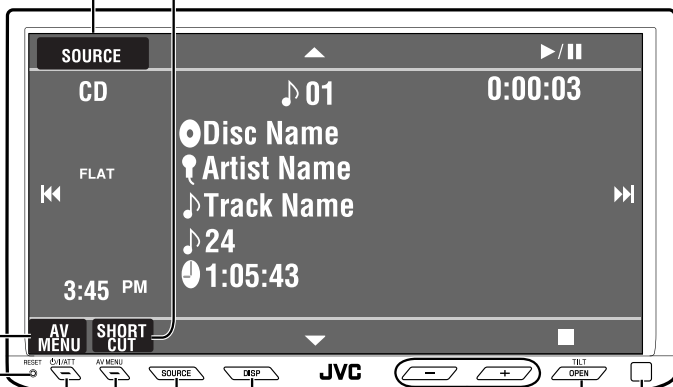 SOURCE
CD
01
0:00:03
Disc Name
Artist Name
FLAT
Track Name
24
3:45 PM
1:05:43
AV MENU
SHORT CUT
RESET
/I/ATT
AV MENU
SOURCE
DISP
JVC
–
+
TILT
OPEN